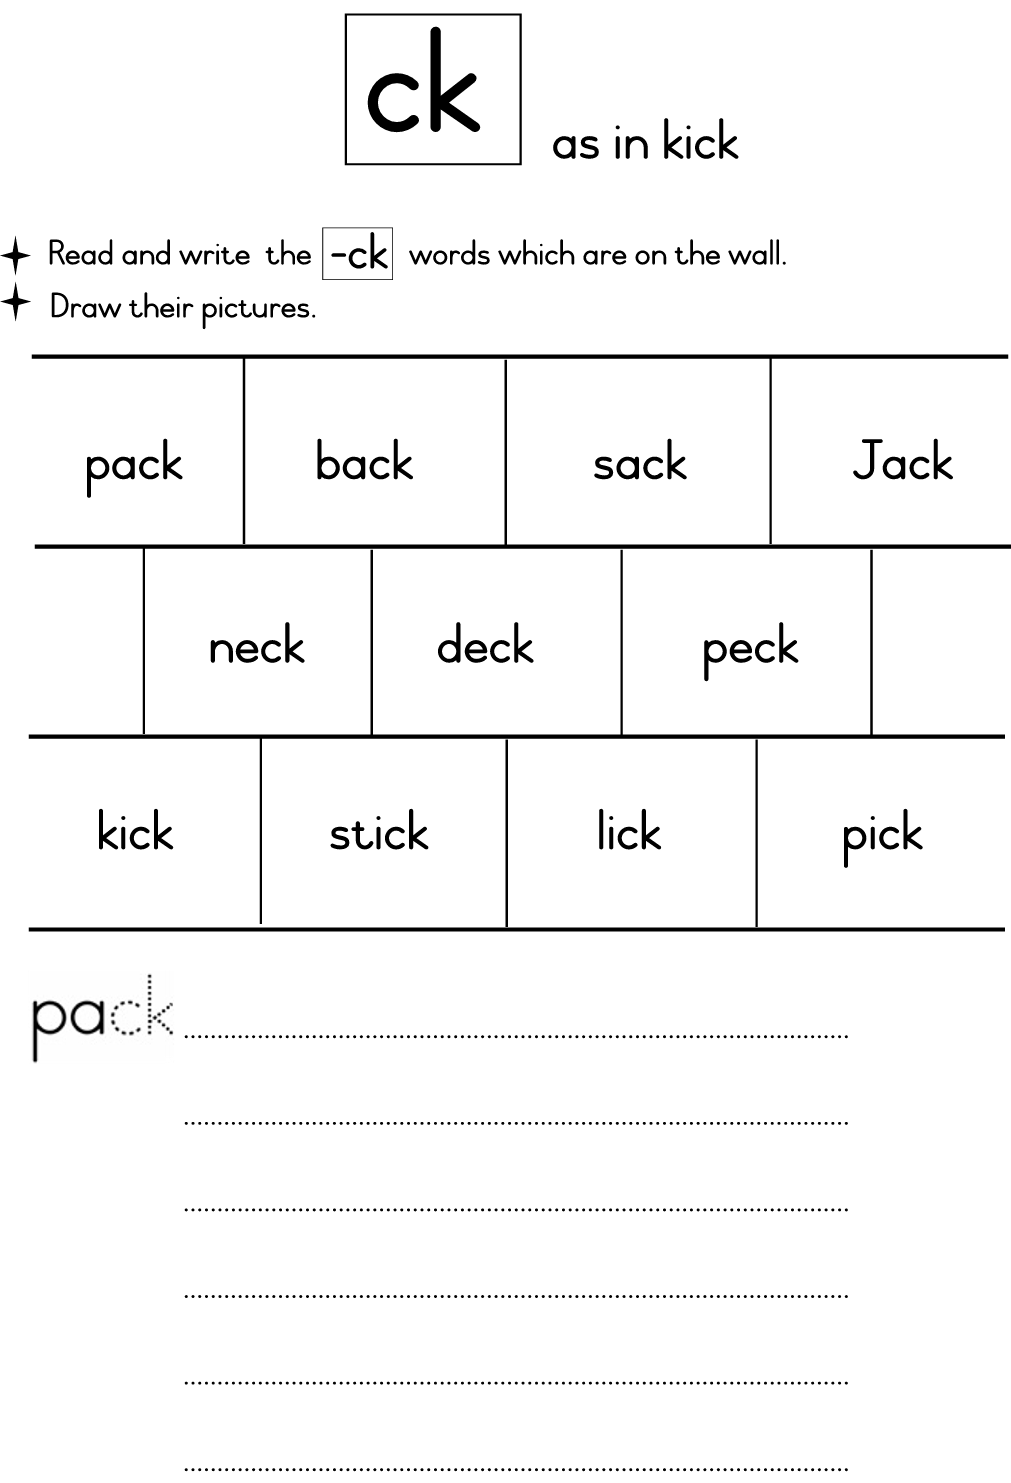 ck as in kick
Read and write the -ck words which are on the wall.
Draw their pictures.
pack back sack Jack
neck deck peck
kick stick lick pick
pack